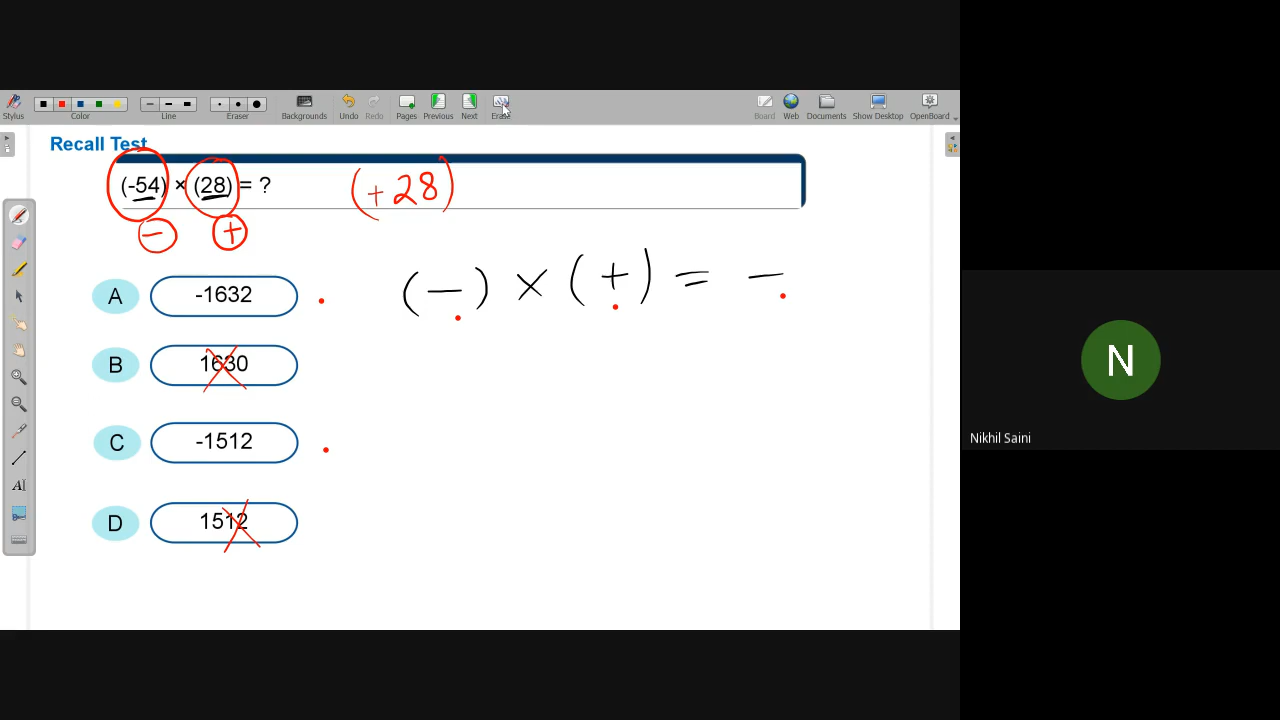 Stylus
Color
Line
Eraser
Backgrounds
Undo
Redo
Pages
Previous
Next
Erase
Board
Web
Documents
Show Desktop
OpenBoard
Recall Test
(-54) × (28) = ?
(+28)
−
+
(−) × (+) = −
A
-1632
B
1630
C
-1512
D
1512
AI
N
Nikhil Saini